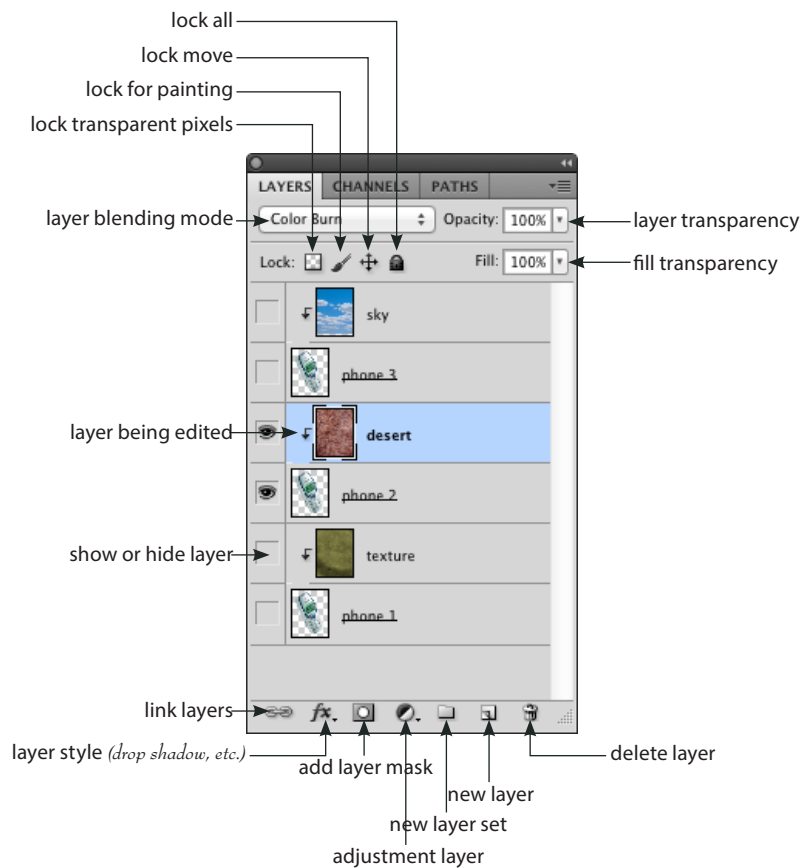 lock all
lock move
lock for painting
lock transparent pixels
LAYERS CHANNELS PATHS
layer blending mode Color Burn Opacity: 100% layer transparency
Lock: Fill: 100% fill transparency
sky
phone 3
layer being edited desert
phone 2
show or hide layer texture
phone 1
link layers fx.
layer style (drop shadow, etc.) delete layer
add layer mask
new layer
new layer set
adjustment layer